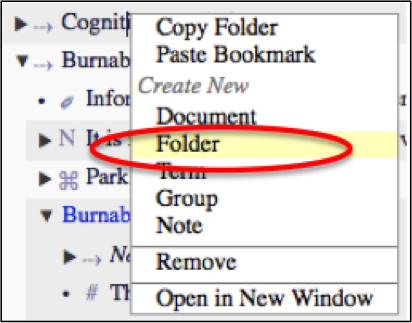 Cogniti
Burnab
Infor
N It is
⌘ Park
Burnab
# Th
Copy Folder
Paste Bookmark
Create New
Document
Folder
Term
Group
Note
Remove
Open in New Window